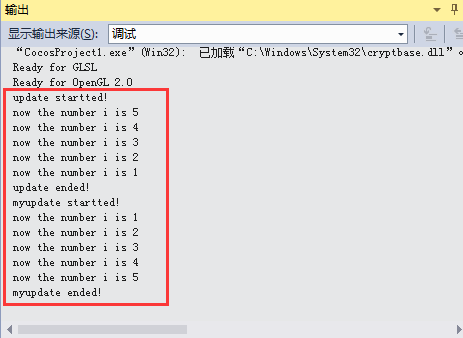 输出
显示输出来源(S): 调试
“CocosProject1.exe”(Win32): 已加载“C:\Windows\System32\cryptbase.dll”。
Ready for GLSL
Ready for OpenGL 2.0
update startted!
now the number i is 5
now the number i is 4
now the number i is 3
now the number i is 2
now the number i is 1
update ended!
myupdate startted!
now the number i is 1
now the number i is 2
now the number i is 3
now the number i is 4
now the number i is 5
myupdate ended!